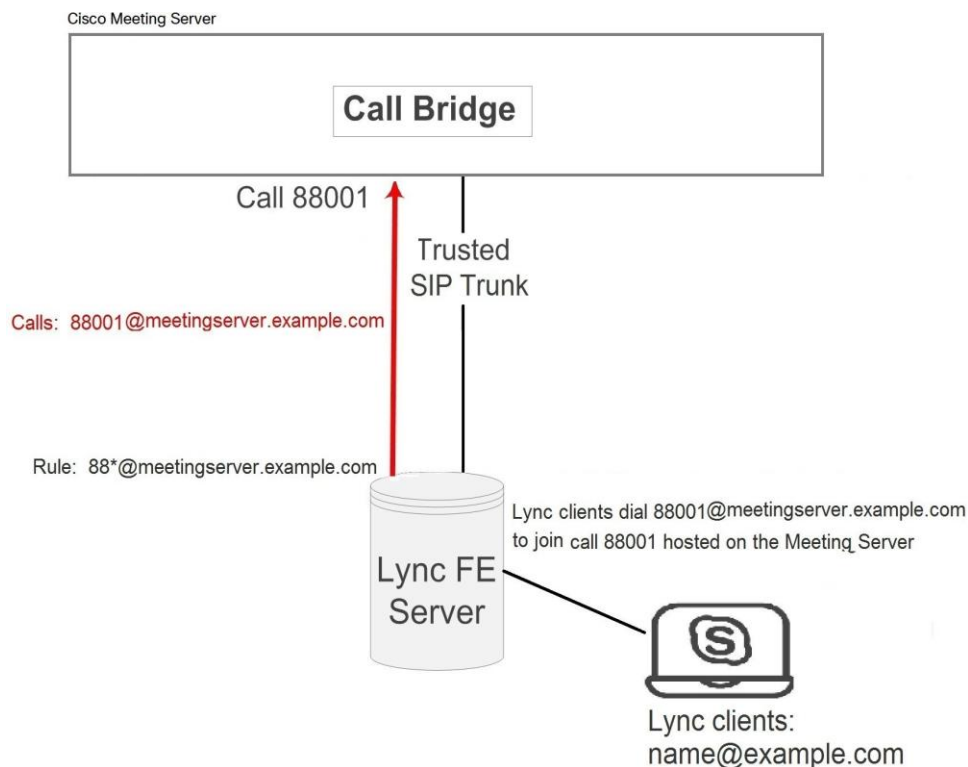 Cisco Meeting Server
Call Bridge
Call 88001
Trusted
SIP Trunk
Calls: 88001@meetingserver.example.com
Rule: 88*@meetingserver.example.com
Lync clients dial 88001@meetingserver.example.com
to join call 88001 hosted on the Meeting Server
Lync FE
Server
S
Lync clients:
name@example.com